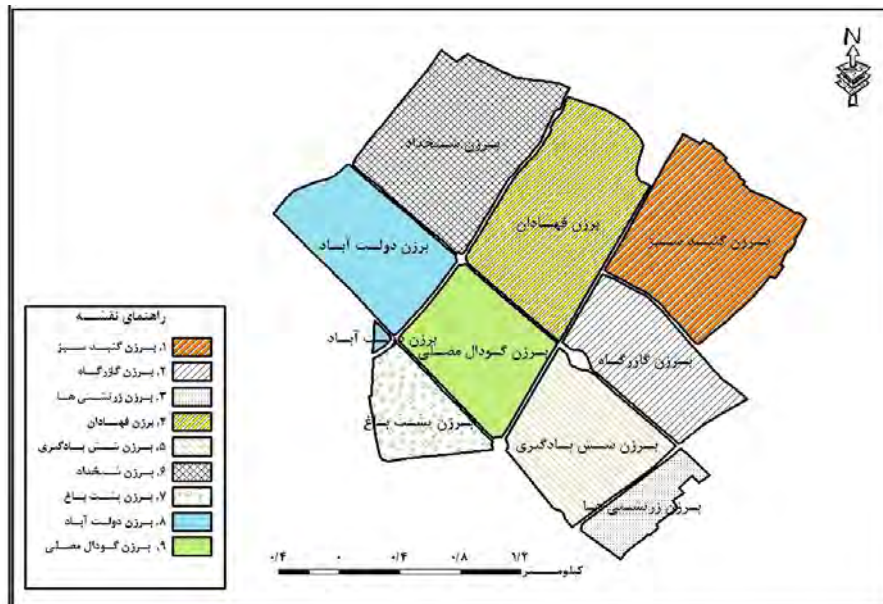 N
برزن شخداد
برزن فهادان
برزن گنبد سبز
برزن دولت آباد
برزن گازرگاه
برزن آباد
برزن گودال مصلی
برزن پشت باغ
برزن شش بادگیری
برزن زرتشتی ها
راهنمای نقشه
۱. برزن گنبد سبز
۲. برزن گازرگاه
۳. برزن زرتشتی ها
۴. برزن فهادان
۵. برزن شش بادگیری
۶. برزن شخداد
۷. برزن پشت باغ
۸. برزن دولت آباد
۹. برزن گودال مصلی
۰/۴ ۰ ۰/۴ ۰/۸ ۱/۲
کیلومتر